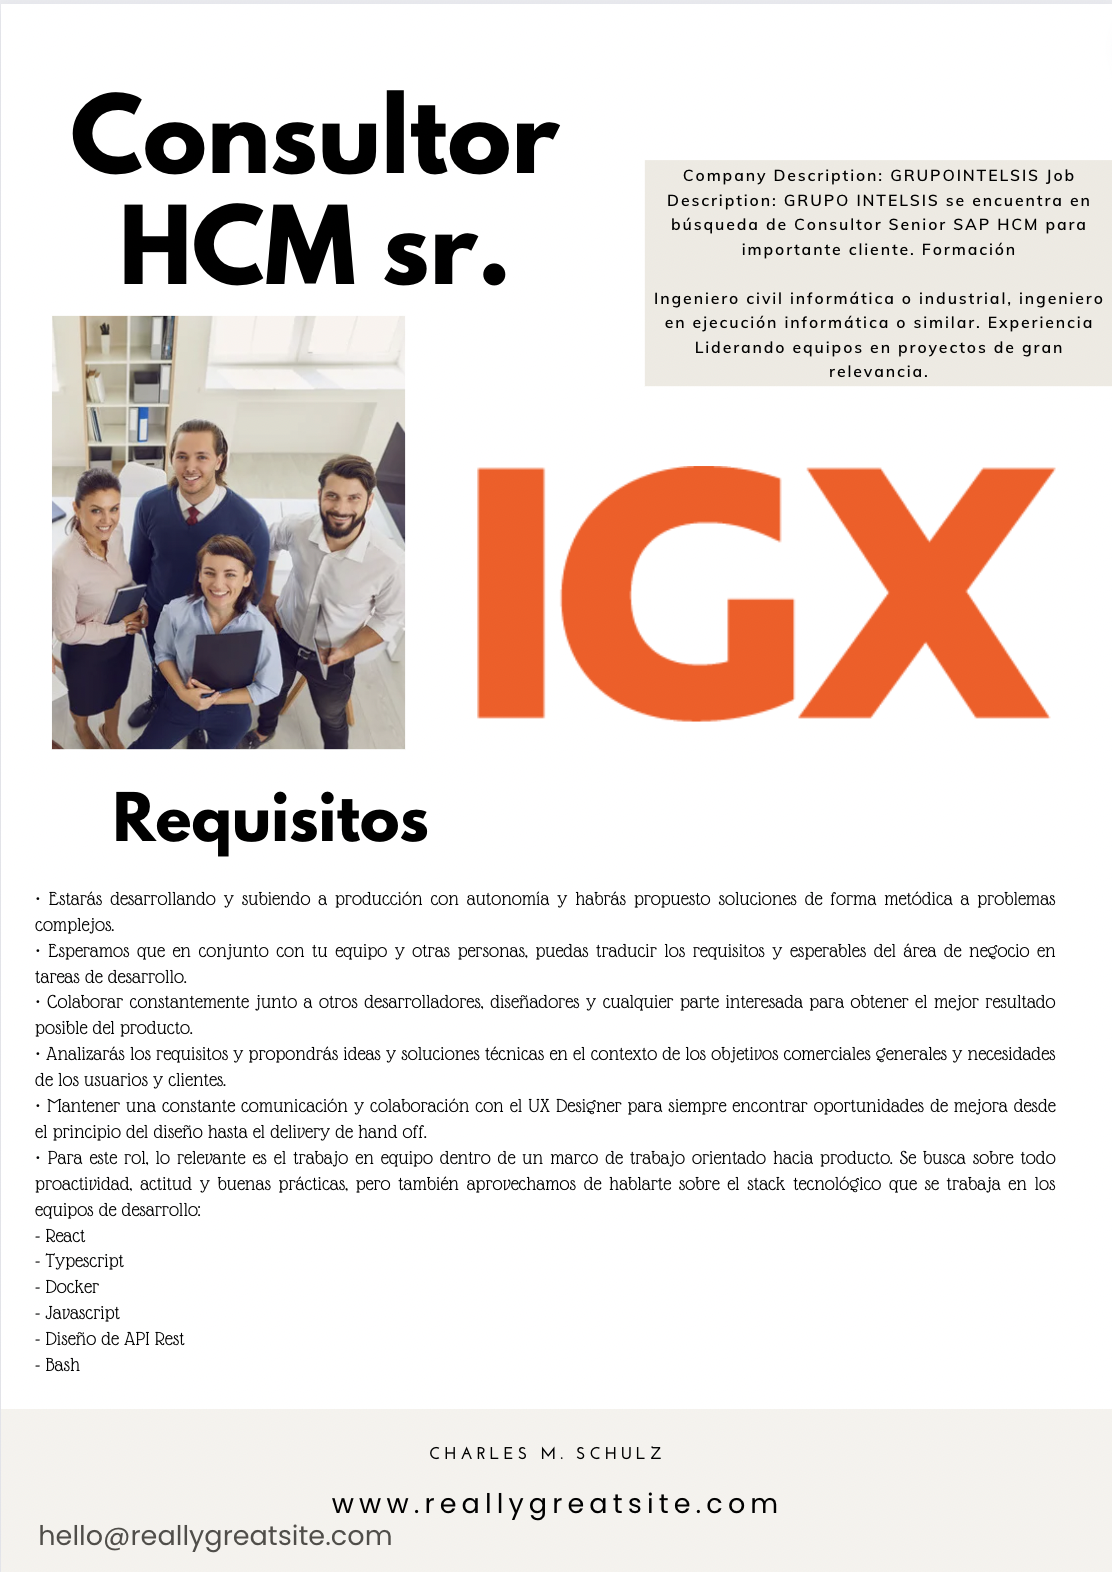 Consultor
HCM sr.
Company Description: GRUPOINTELSIS Job
Description: GRUPO INTELSIS se encuentra en
búsqueda de Consultor Senior SAP HCM para
importante cliente. Formación
Ingeniero civil informática o industrial, ingeniero
en ejecución informática o similar. Experiencia
Liderando equipos en proyectos de gran
relevancia.
IGX
Requisitos
• Estarás desarrollando y subiendo a producción con autonomía y habrás propuesto soluciones de forma metódica a problemas
complejos.
• Esperamos que en conjunto con tu equipo y otras personas, puedas traducir los requisitos y esperables del área de negocio en
tareas de desarrollo.
• Colaborar constantemente junto a otros desarrolladores, diseñadores y cualquier parte interesada para obtener el mejor resultado
posible del producto.
• Analizarás los requisitos y propondrás ideas y soluciones técnicas en el contexto de los objetivos comerciales generales y necesidades
de los usuarios y clientes.
• Mantener una constante comunicación y colaboración con el UX Designer para siempre encontrar oportunidades de mejora desde
el principio del diseño hasta el delivery de hand off.
• Para este rol, lo relevante es el trabajo en equipo dentro de un marco de trabajo orientado hacia producto. Se busca sobre todo
proactividad, actitud y buenas prácticas, pero también aprovechamos de hablarte sobre el stack tecnológico que se trabaja en los
equipos de desarrollo:
- React
- Typescript
- Docker
- Javascript
- Diseño de API Rest
- Bash
CHARLES M. SCHULZ
www.reallygreatsite.com
hello@reallygreatsite.com